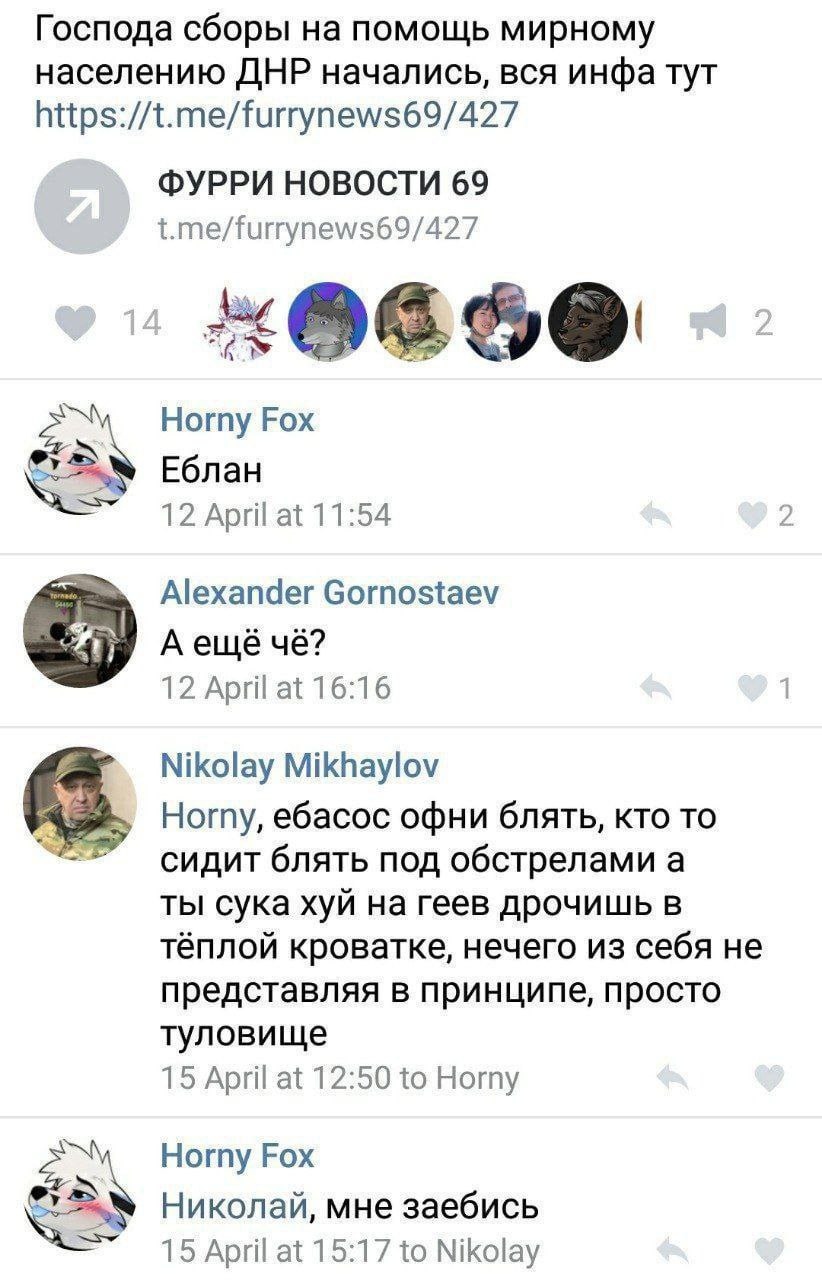 Господа сборы на помощь мирному
населению ДНР начались, вся инфа тут
https://t.me/furrynews69/427
ФУРРИ НОВОСТИ 69
t.me/furrynews69/427
14
2
Horny Fox
Еблан
12 April at 11:54
2
Alexander Gornostaev
А ещё чё?
12 April at 16:16
1
Nikolay Mikhaylov
Horny, ебасос офни блять, кто то
сидит блять под обстрелами а
ты сука хуй на геев дрочишь в
тёплой кроватке, нечего из себя не
представляя в принципе, просто
туловище
15 April at 12:50 to Horny
Horny Fox
Николай, мне заебись
15 April at 15:17 to Nikolay